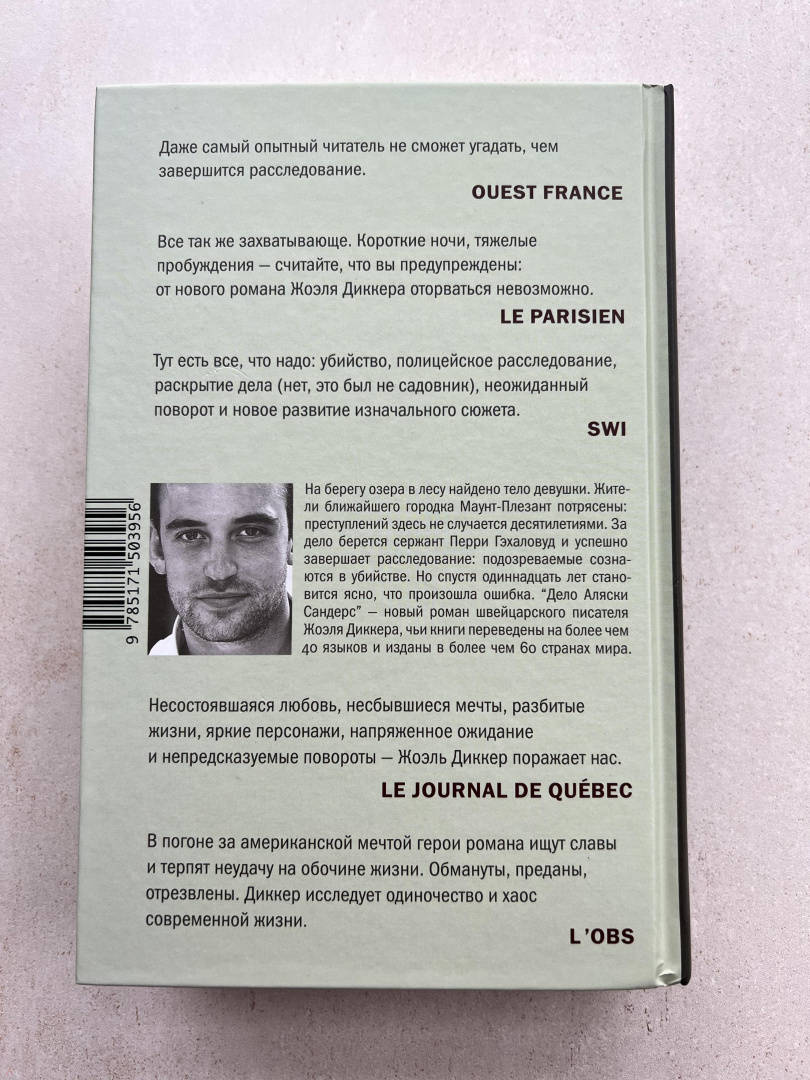 Даже самый опытный читатель не сможет угадать, чем
завершится расследование.
OUEST FRANCE
Все так же захватывающе. Короткие ночи, тяжелые
пробуждения — считайте, что вы предупреждены:
от нового романа Жоэля Диккера оторваться невозможно.
LE PARISIEN
Тут есть все, что надо: убийство, полицейское расследование,
раскрытие дела (нет, это был не садовник), неожиданный
поворот и новое развитие изначального сюжета.
SWI
9 785171 503956
На берегу озера в лесу найдено тело девушки. Жите-
ли ближайшего городка Маунт-Плезант потрясены:
преступлений здесь не случается десятилетиями. За
дело берется сержант Перри Гэхаловуд и успешно
завершает расследование: подозреваемые созна-
ются в убийстве. Но спустя одиннадцать лет стано-
вится ясно, что произошла ошибка. “Дело Аляски
Сандерс” — новый роман швейцарского писателя
Жоэля Диккера, чьи книги переведены на более чем
40 языков и изданы в более чем 60 странах мира.
Несостоявшаяся любовь, несбывшиеся мечты, разбитые
жизни, яркие персонажи, напряженное ожидание
и непредсказуемые повороты — Жоэль Диккер поражает нас.
LE JOURNAL DE QUÉBEC
В погоне за американской мечтой герои романа ищут славы
и терпят неудачу на обочине жизни. Обмануты, преданы,
отрезвлены. Диккер исследует одиночество и хаос
современной жизни.
L’OBS